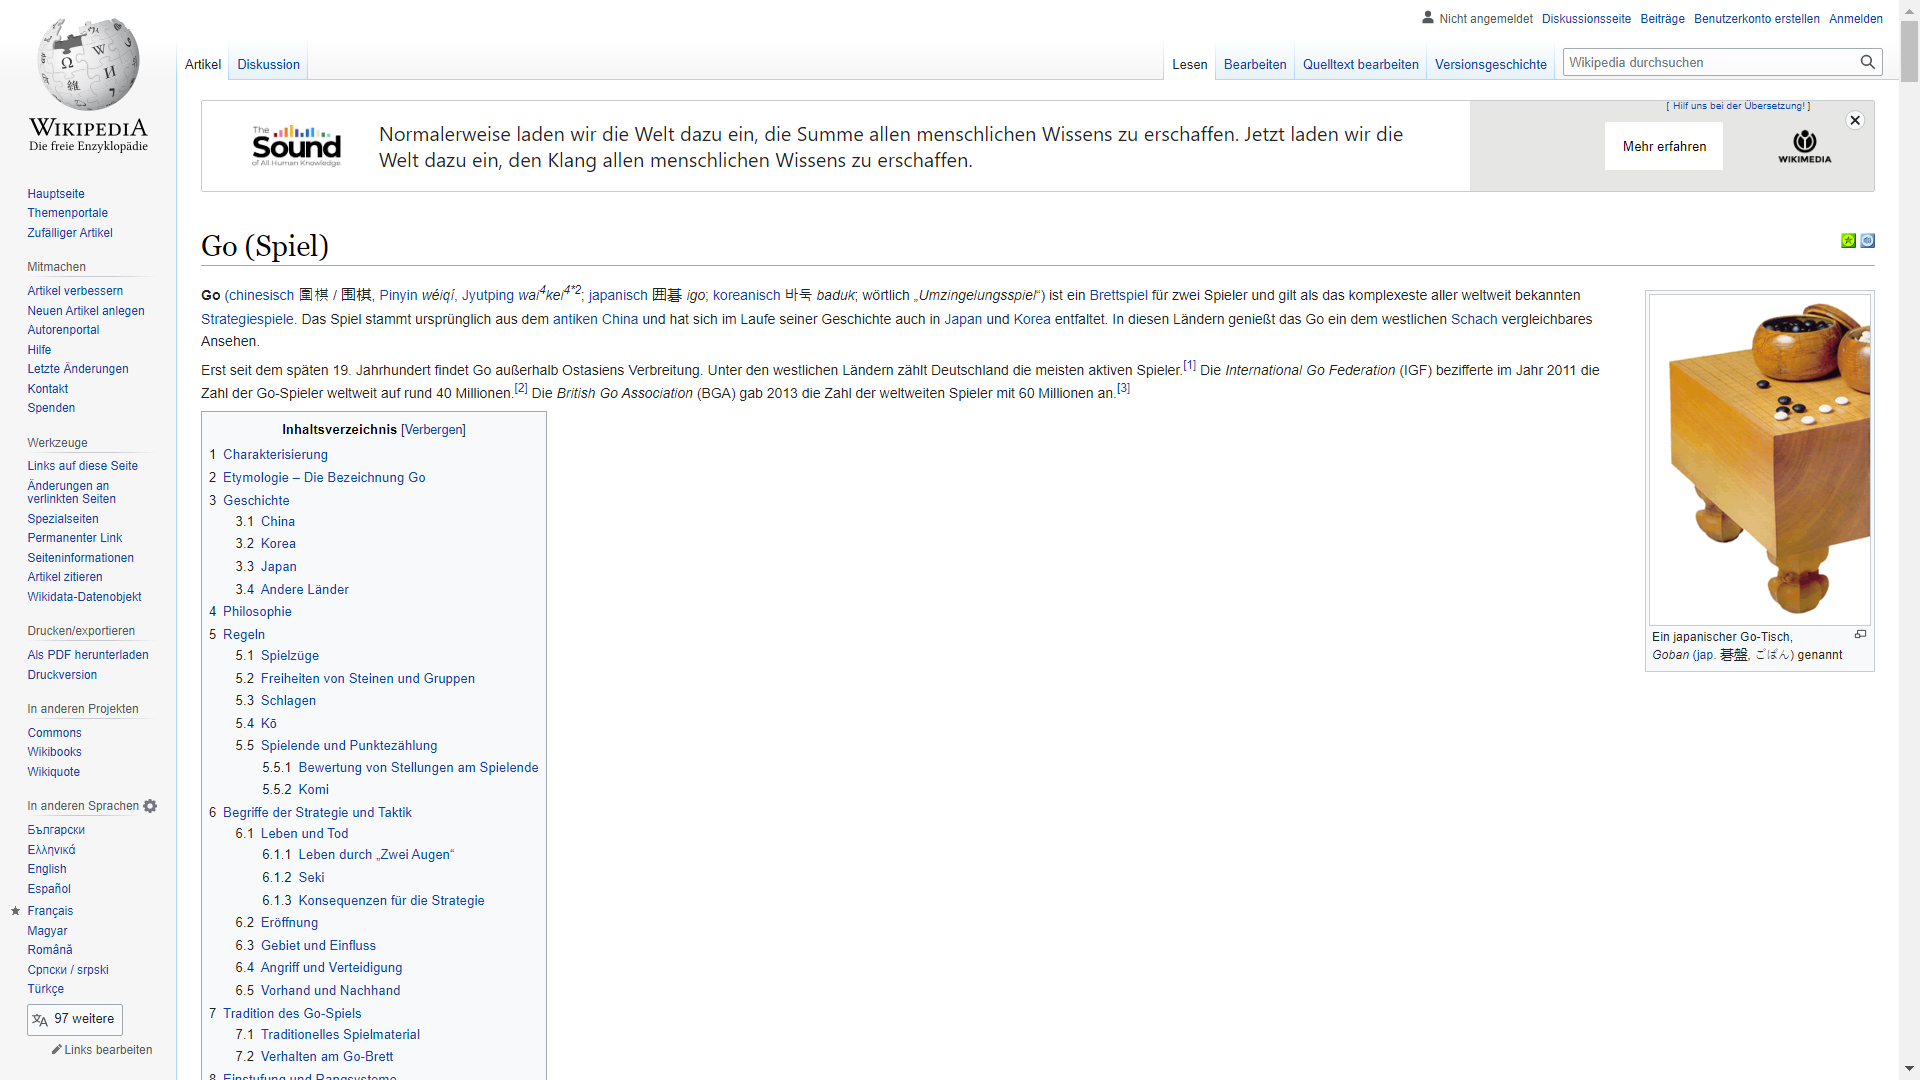 Nicht angemeldet Diskussionsseite Beiträge Benutzerkonto erstellen Anmelden
Artikel Diskussion Lesen Bearbeiten Quelltext bearbeiten Versionsgeschichte Wikipedia durchsuchen
WIKIPEDIA
Die freie Enzyklopädie
Hauptseite
Themenportale
Zufälliger Artikel
Mitmachen
Artikel verbessern
Neuen Artikel anlegen
Autorenportal
Hilfe
Letzte Änderungen
Kontakt
Spenden
Werkzeuge
Links auf diese Seite
Änderungen an
verlinkten Seiten
Spezialseiten
Permanenter Link
Seiteninformationen
Artikel zitieren
Wikidata-Datenobjekt
Drucken/exportieren
Als PDF herunterladen
Druckversion
In anderen Projekten
Commons
Wikibooks
Wikiquote
In anderen Sprachen
Български
Ελληνικά
English
Español
Français
Magyar
Română
Српски / srpski
Türkçe
97 weitere
Links bearbeiten
[ Hilf uns bei der Übersetzung! ]
The
Sound
of All Human Knowledge
Normalerweise laden wir die Welt dazu ein, die Summe allen menschlichen Wissens zu erschaffen. Jetzt laden wir die
Welt dazu ein, den Klang allen menschlichen Wissens zu erschaffen.
Mehr erfahren
WIKIMEDIA
Go (Spiel)
Go (chinesisch 圍棋 / 围棋, Pinyin wéiqí, Jyutping wai4kei4*2; japanisch 囲碁 igo; koreanisch 바둑 baduk; wörtlich „Umzingelungsspiel“) ist ein Brettspiel für zwei Spieler und gilt als das komplexeste aller weltweit bekannten
Strategiespiele. Das Spiel stammt ursprünglich aus dem antiken China und hat sich im Laufe seiner Geschichte auch in Japan und Korea entfaltet. In diesen Ländern genießt das Go ein dem westlichen Schach vergleichbares
Ansehen.
Erst seit dem späten 19. Jahrhundert findet Go außerhalb Ostasiens Verbreitung. Unter den westlichen Ländern zählt Deutschland die meisten aktiven Spieler.[1] Die International Go Federation (IGF) bezifferte im Jahr 2011 die
Zahl der Go-Spieler weltweit auf rund 40 Millionen.[2] Die British Go Association (BGA) gab 2013 die Zahl der weltweiten Spieler mit 60 Millionen an.[3]
Inhaltsverzeichnis [Verbergen]
1 Charakterisierung
2 Etymologie – Die Bezeichnung Go
3 Geschichte
3.1 China
3.2 Korea
3.3 Japan
3.4 Andere Länder
4 Philosophie
5 Regeln
5.1 Spielzüge
5.2 Freiheiten von Steinen und Gruppen
5.3 Schlagen
5.4 Kō
5.5 Spielende und Punktezählung
5.5.1 Bewertung von Stellungen am Spielende
5.5.2 Komi
6 Begriffe der Strategie und Taktik
6.1 Leben und Tod
6.1.1 Leben durch „Zwei Augen“
6.1.2 Seki
6.1.3 Konsequenzen für die Strategie
6.2 Eröffnung
6.3 Gebiet und Einfluss
6.4 Angriff und Verteidigung
6.5 Vorhand und Nachhand
7 Tradition des Go-Spiels
7.1 Traditionelles Spielmaterial
7.2 Verhalten am Go-Brett
8 Einstufung und Rangsysteme
Ein japanischer Go-Tisch,
Goban (jap. 碁盤, ごばん) genannt